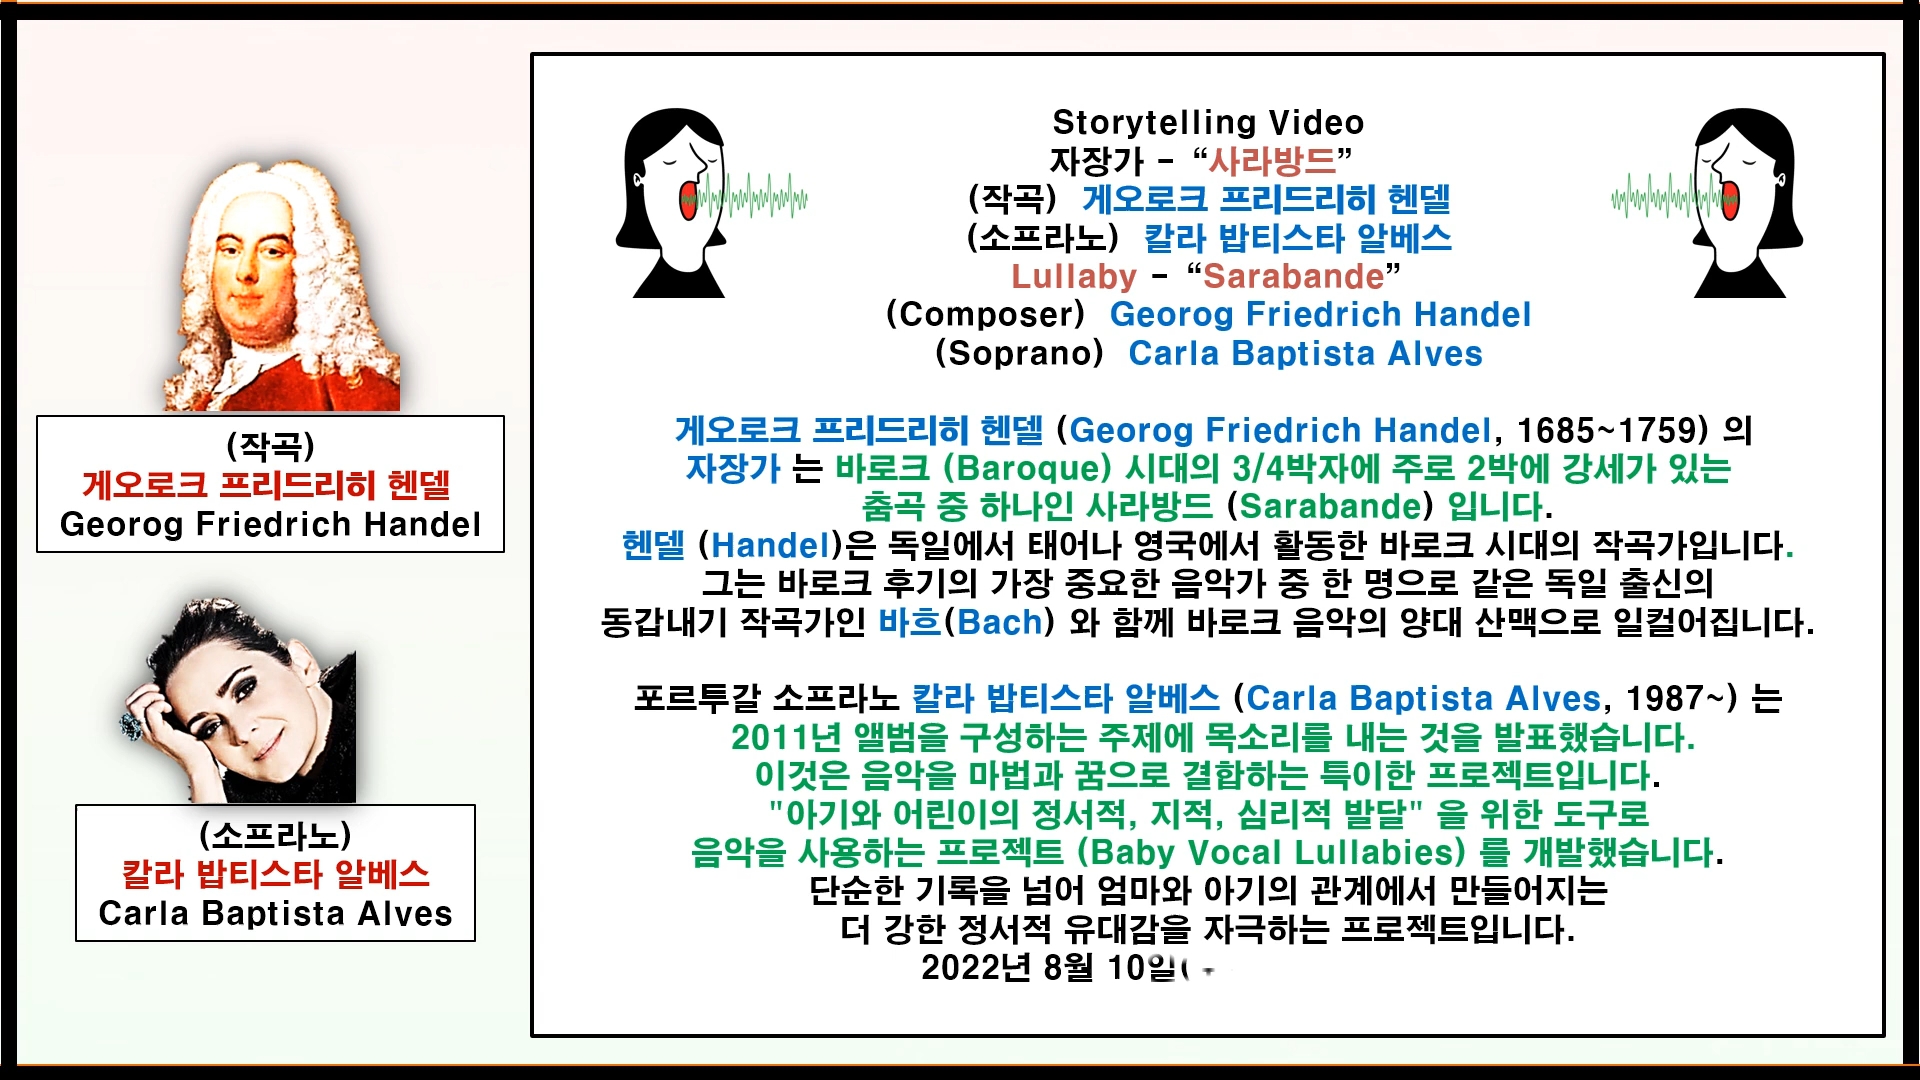 (작곡)
게오로크 프리드리히 헨델
Georog Friedrich Handel
(소프라노)
칼라 밥티스타 알베스
Carla Baptista Alves
Storytelling Video
자장가 - “사라방드”
(작곡) 게오로크 프리드리히 헨델
(소프라노) 칼라 밥티스타 알베스
Lullaby - “Sarabande”
(Composer) Georog Friedrich Handel
(Soprano) Carla Baptista Alves
게오로크 프리드리히 헨델 (Georog Friedrich Handel, 1685~1759) 의
자장가 는 바로크 (Baroque) 시대의 3/4박자에 주로 2박에 강세가 있는
춤곡 중 하나인 사라방드 (Sarabande) 입니다.
헨델 (Handel)은 독일에서 태어나 영국에서 활동한 바로크 시대의 작곡가입니다.
그는 바로크 후기의 가장 중요한 음악가 중 한 명으로 같은 독일 출신의
동갑내기 작곡가인 바흐(Bach) 와 함께 바로크 음악의 양대 산맥으로 일컬어집니다.
포르투갈 소프라노 칼라 밥티스타 알베스 (Carla Baptista Alves, 1987~) 는
2011년 앨범을 구성하는 주제에 목소리를 내는 것을 발표했습니다.
이것은 음악을 마법과 꿈으로 결합하는 특이한 프로젝트입니다.
"아기와 어린이의 정서적, 지적, 심리적 발달" 을 위한 도구로
음악을 사용하는 프로젝트 (Baby Vocal Lullabies) 를 개발했습니다.
단순한 기록을 넘어 엄마와 아기의 관계에서 만들어지는
더 강한 정서적 유대감을 자극하는 프로젝트입니다.
2022년 8월 10일(